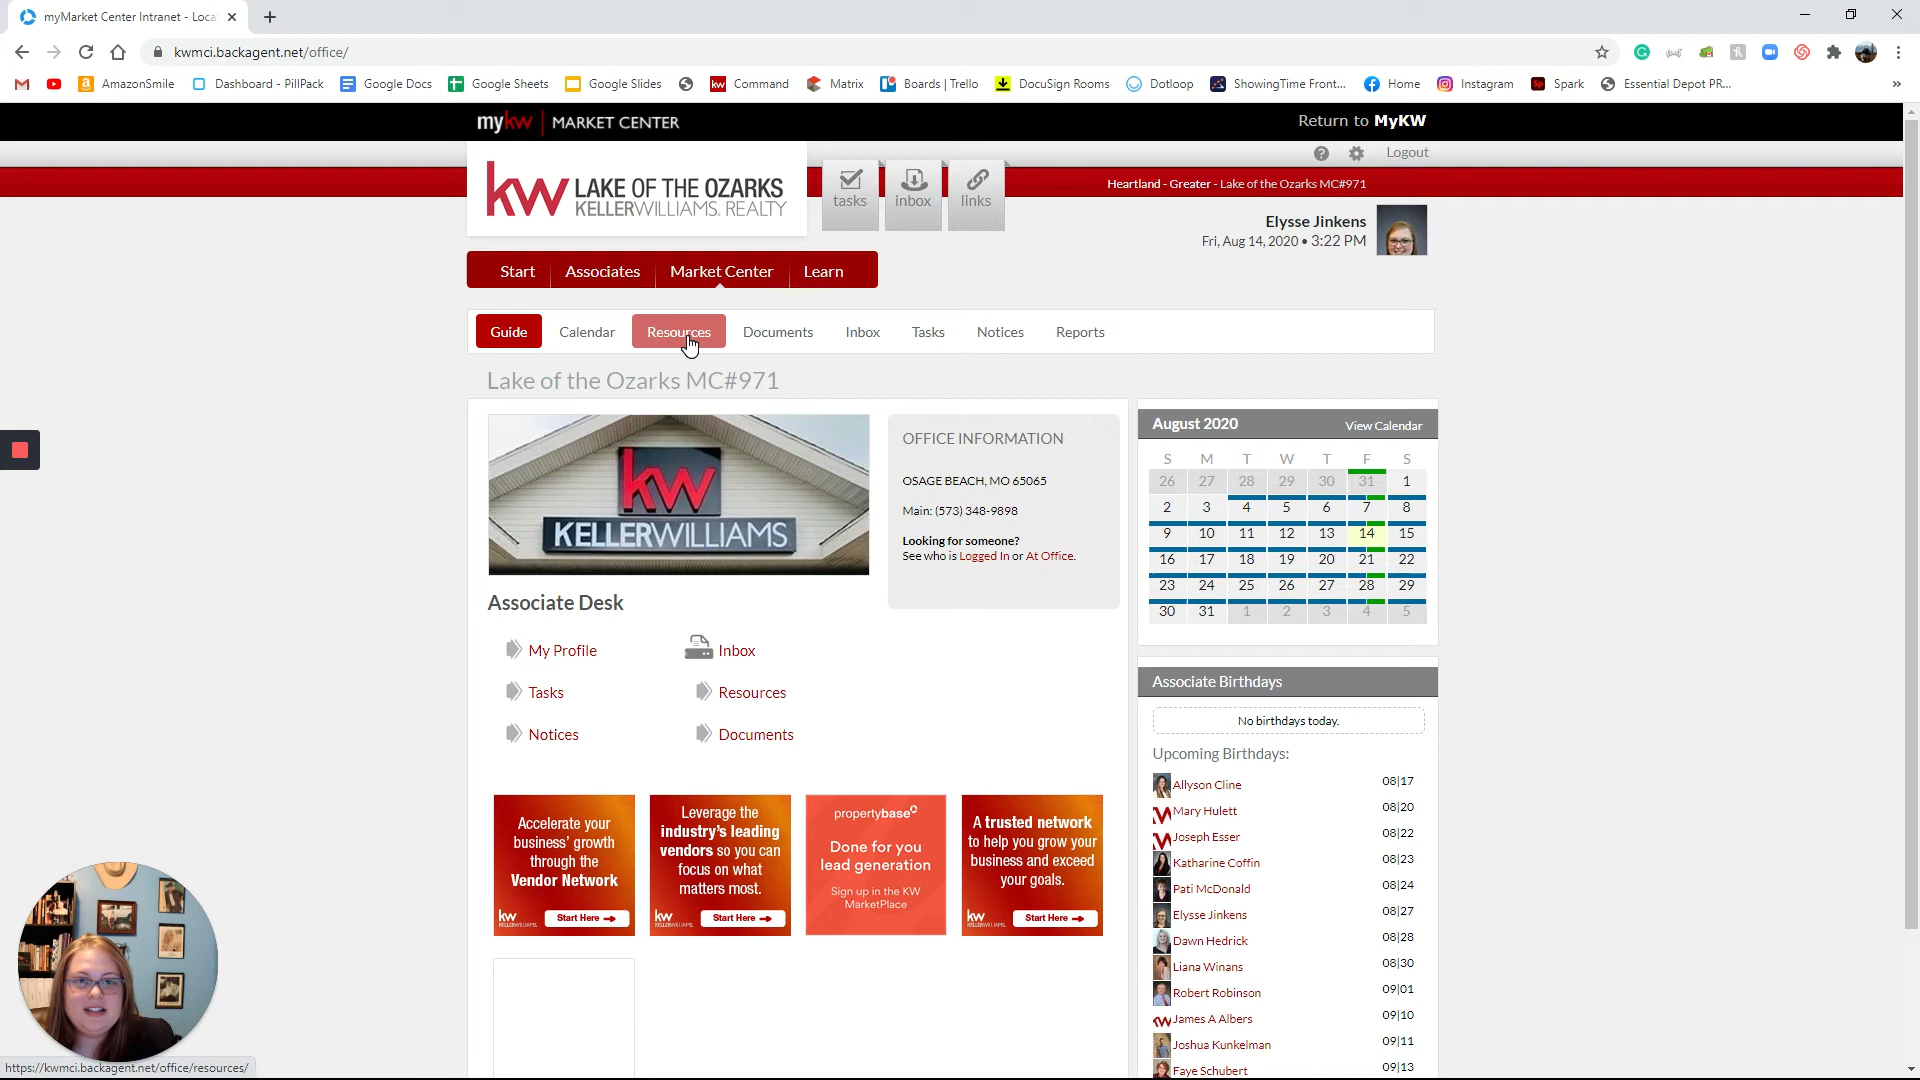 myMarket Center Intranet - Loca
kwmci.backagent.net/office/
AmazonSmile
Dashboard - PillPack
Google Docs
Google Sheets
Google Slides
kw Command
Matrix
Boards | Trello
DocuSign Rooms
Dotloop
ShowingTime Front...
Home
Instagram
Sp Spark
Essential Depot PR...
mykw | MARKET CENTER
Return to MyKW
? Logout
kw LAKE OF THE OZARKS
KELLERWILLIAMS. REALTY
tasks
inbox
links
Heartland - Greater - Lake of the Ozarks MC#971
Elysse Jinkens
Fri, Aug 14, 2020 • 3:22 PM
Start Associates Market Center Learn
Guide Calendar Resources Documents Inbox Tasks Notices Reports
Lake of the Ozarks MC#971
kw
KELLERWILLIAMS
OFFICE INFORMATION
OSAGE BEACH, MO 65065
Main: (573) 348-9898
Looking for someone?
See who is Logged In or At Office.
Associate Desk
My Profile
Inbox
Tasks
Resources
Notices
Documents
Accelerate your
business' growth
through the
Vendor Network
kw
KELLERWILLIAMS.
Start Here
Leverage the
industry's leading
vendors so you can
focus on what
matters most.
kw
KELLERWILLIAMS.
Start Here
propertybase
Done for you
lead generation
Sign up in the KW
MarketPlace
A trusted network
to help you grow your
business and exceed
your goals.
kw
KELLERWILLIAMS.
Start Here
August 2020 View Calendar
S M T W T F S
26 27 28 29 30 31 1
2 3 4 5 6 7 8
9 10 11 12 13 14 15
16 17 18 19 20 21 22
23 24 25 26 27 28 29
30 31 1 2 3 4 5
Associate Birthdays
No birthdays today.
Upcoming Birthdays:
Allyson Cline 08|17
Mary Hulett 08|20
Joseph Esser 08|22
Katharine Coffin 08|23
Pati McDonald 08|24
Elysse Jinkens 08|27
Dawn Hedrick 08|28
Liana Winans 08|30
Robert Robinson 09|01
kw James A Albers 09|10
Joshua Kunkelman 09|11
Faye Schubert 09|13
https://kwmci.backagent.net/office/resources/